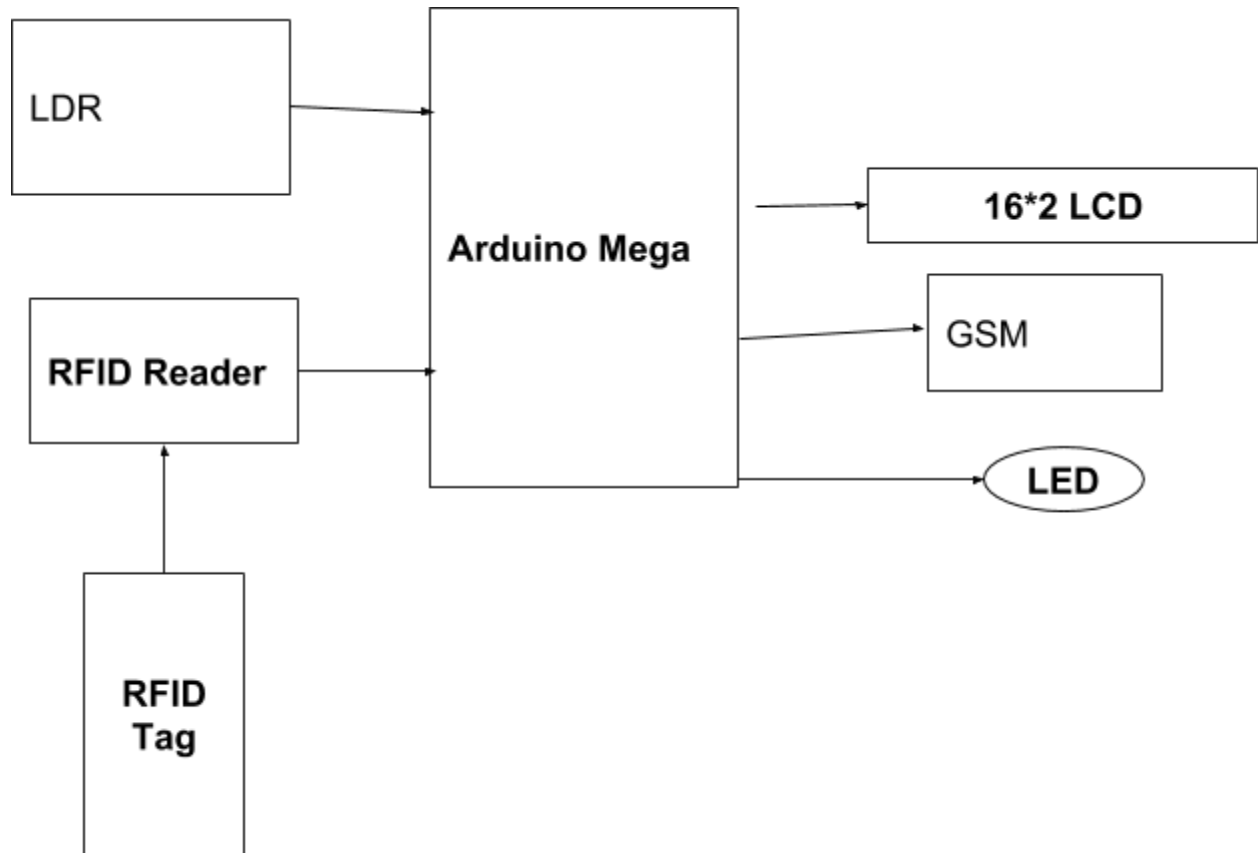 LDR
Arduino Mega
16*2 LCD
RFID Reader
GSM
LED
RFID
Tag